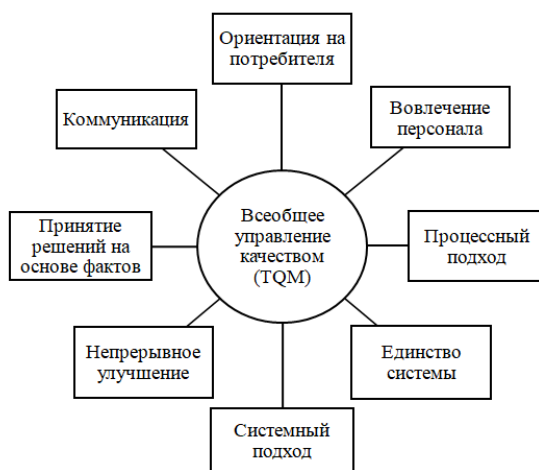 Ориентация на
потребителя
Коммуникация
Вовлечение
персонала
Всеобщее
управление
качеством
(TQM)
Принятие
решений на
основе фактов
Процессный
подход
Непрерывное
улучшение
Единство
системы
Системный
подход